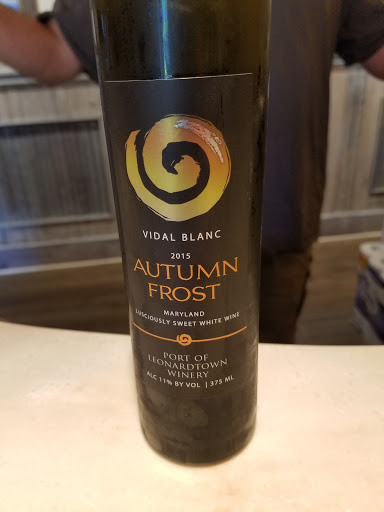 VIDAL BLANC
2015
AUTUMN
FROST
MARYLAND
LUSCIOUSLY SWEET WHITE WINE
PORT OF
LEONARDTOWN
WINERY
ALC 11% BY VOL | 375 ML